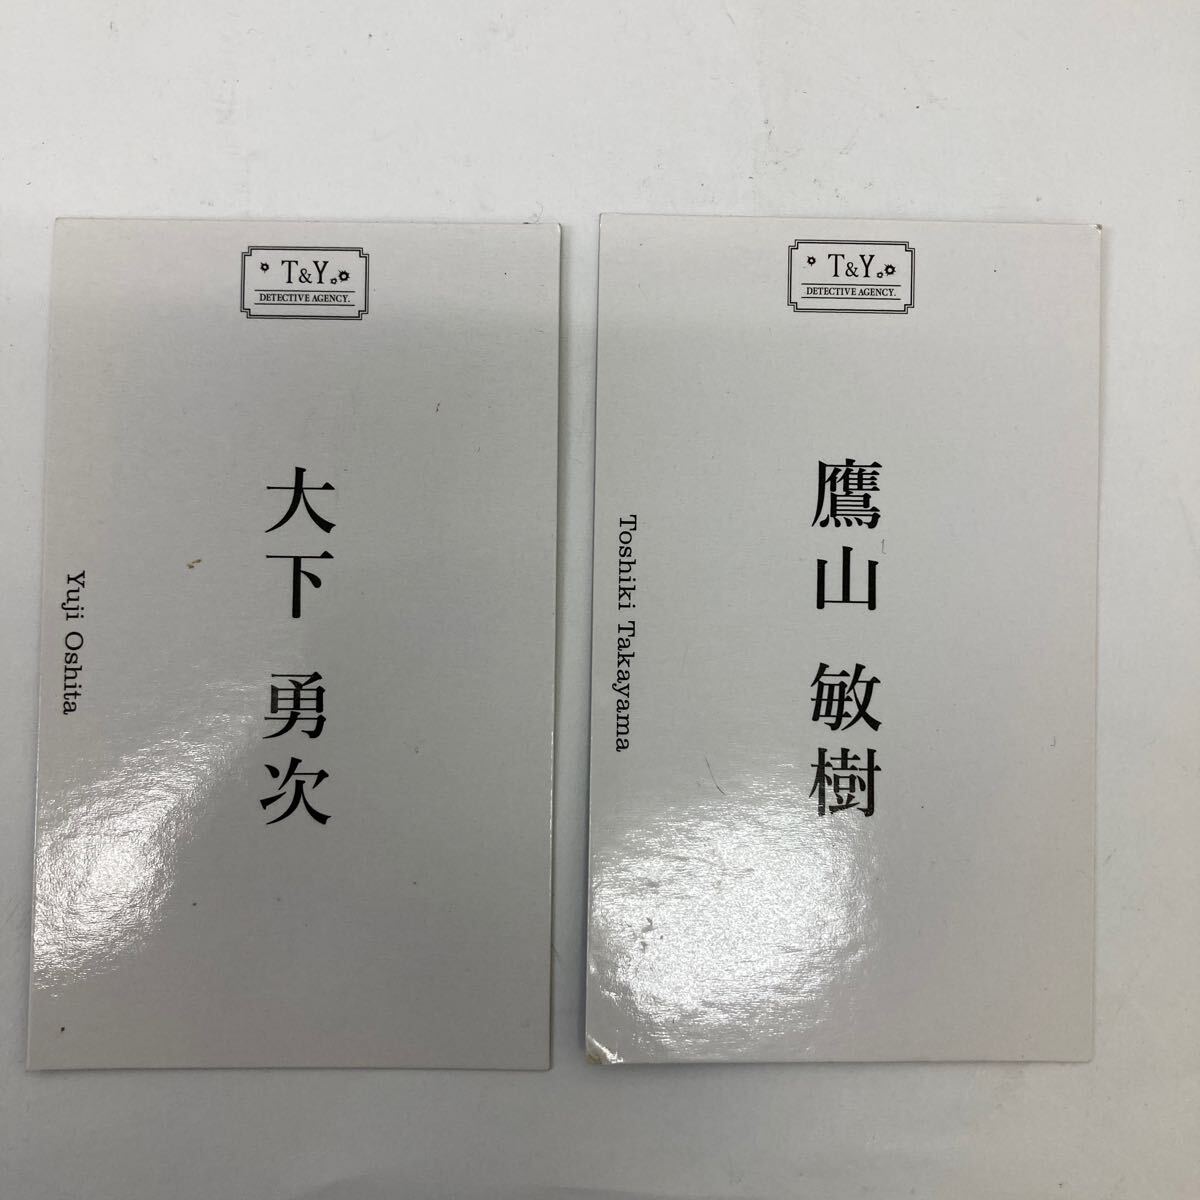 T&Y
DETECTIVE AGENCY.
大下 勇次
Yuji Oshita
T&Y
DETECTIVE AGENCY.
鷹山 敏樹
Toshiki Takayama